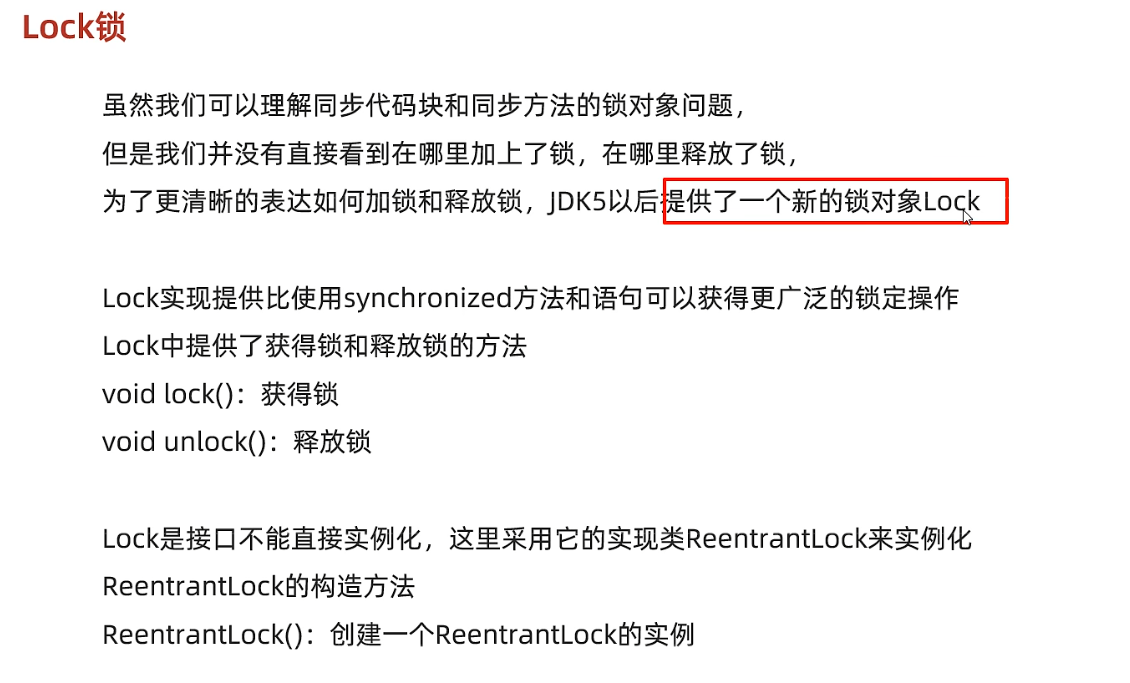 Lock锁
虽然我们可以理解同步代码块和同步方法的锁对象问题，
但是我们并没有直接看到在哪里加上了锁，在哪里释放了锁，
为了更清晰的表达如何加锁和释放锁，JDK5以后提供了一个新的锁对象Lock
Lock实现提供比使用synchronized方法和语句可以获得更广泛的锁定操作
Lock中提供了获得锁和释放锁的方法
void lock()：获得锁
void unlock()：释放锁
Lock是接口不能直接实例化，这里采用它的实现类ReentrantLock来实例化
ReentrantLock的构造方法
ReentrantLock()：创建一个ReentrantLock的实例